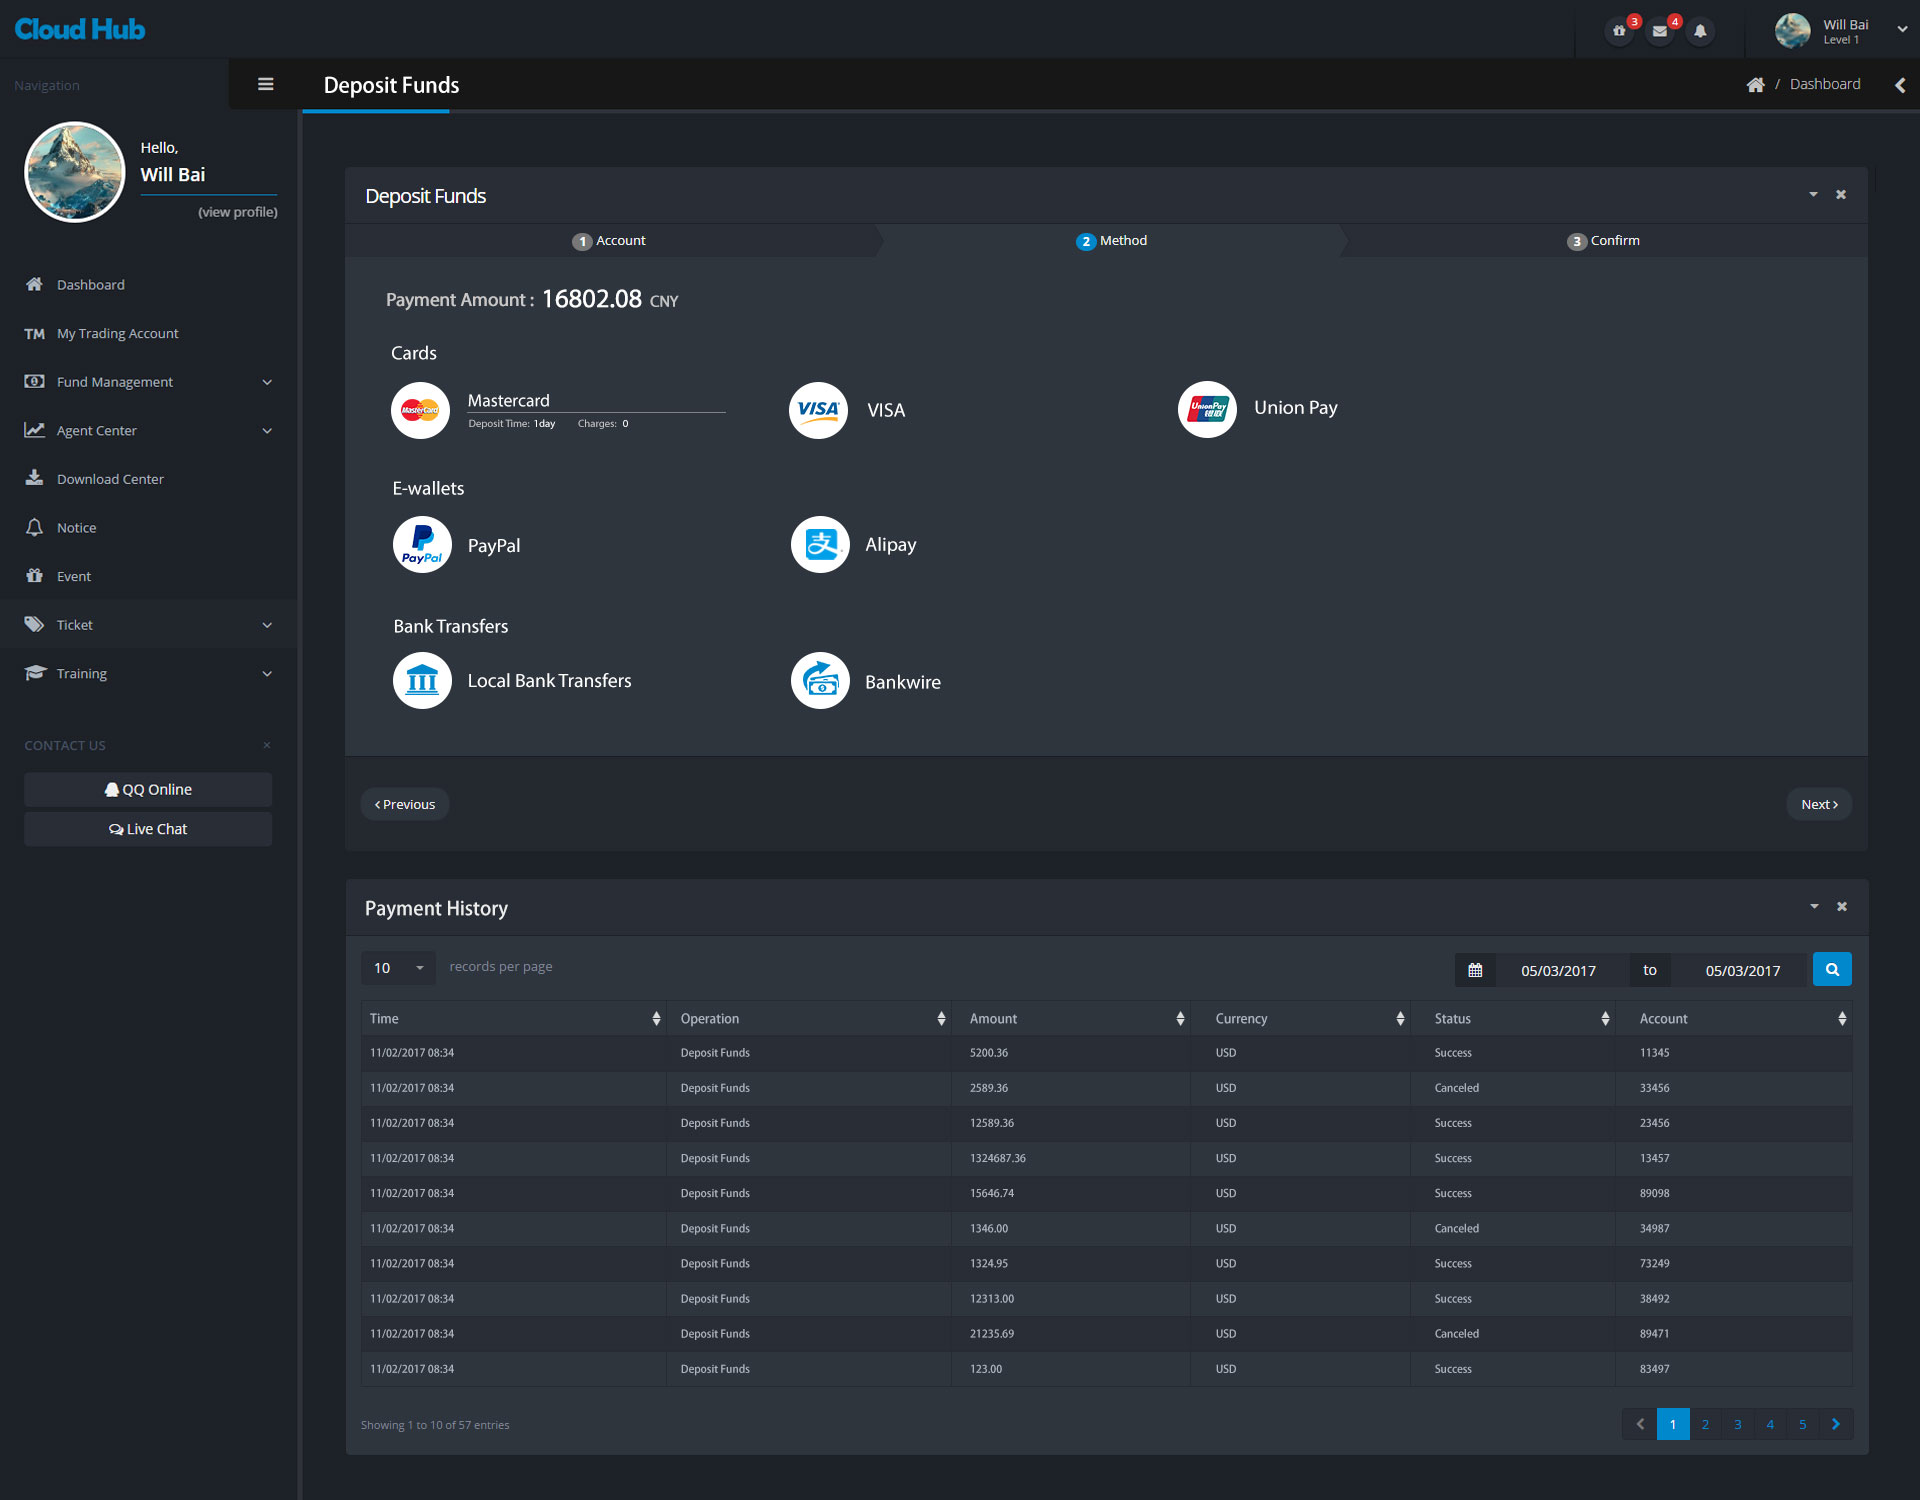 Cloud Hub
3
4
Will Bai
Level 1
Navigation
Deposit Funds
/ Dashboard
Hello,
Will Bai
(view profile)
Dashboard
TM My Trading Account
Fund Management
Agent Center
Download Center
Notice
Event
Ticket
Training
CONTACT US ×
QQ Online
Live Chat
Deposit Funds
1 Account
2 Method
3 Confirm
Payment Amount : 16802.08 CNY
Cards
MasterCard
Mastercard
Deposit Time: 1day Charges: 0
VISA
VISA
UnionPay
银联
Union Pay
E-wallets
PayPal
PayPal
支
Alipay
Bank Transfers
Local Bank Transfers
Bankwire
Previous
Next
Payment History
10 records per page
05/03/2017 to 05/03/2017
Time Operation Amount Currency Status Account
11/02/2017 08:34 Deposit Funds 5200.36 USD Success 11345
11/02/2017 08:34 Deposit Funds 2589.36 USD Canceled 33456
11/02/2017 08:34 Deposit Funds 12589.36 USD Success 23456
11/02/2017 08:34 Deposit Funds 1324687.36 USD Success 13457
11/02/2017 08:34 Deposit Funds 15646.74 USD Success 89098
11/02/2017 08:34 Deposit Funds 1346.00 USD Canceled 34987
11/02/2017 08:34 Deposit Funds 1324.95 USD Success 73249
11/02/2017 08:34 Deposit Funds 12313.00 USD Success 38492
11/02/2017 08:34 Deposit Funds 21235.69 USD Canceled 89471
11/02/2017 08:34 Deposit Funds 123.00 USD Success 83497
Showing 1 to 10 of 57 entries
1 2 3 4 5